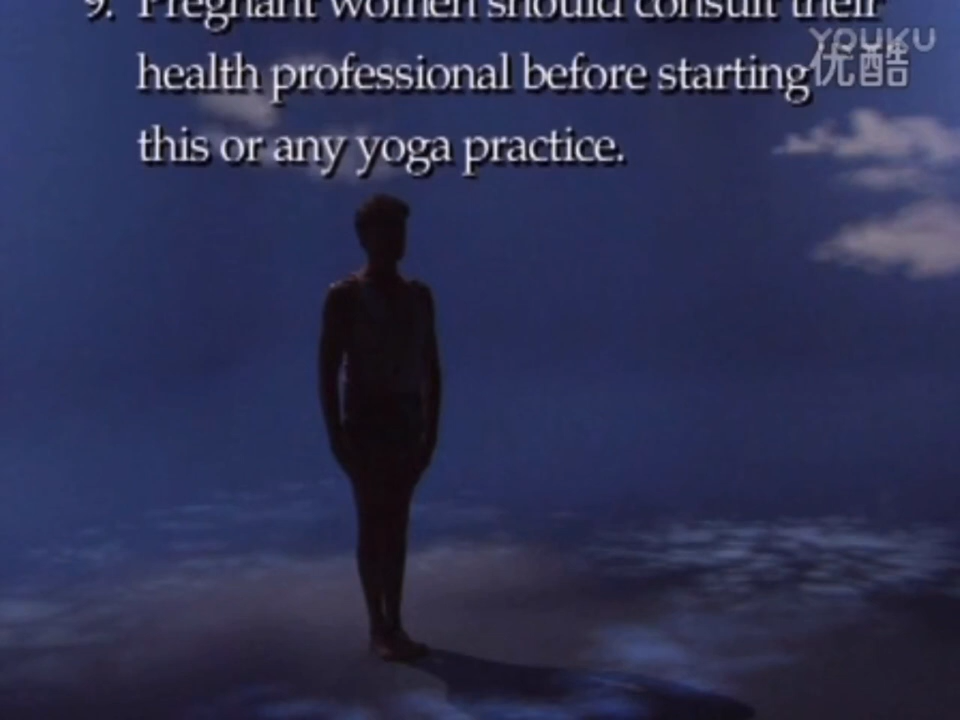 9. Pregnant women should consult their
YOUKU
优酷
health professional before starting
this or any yoga practice.